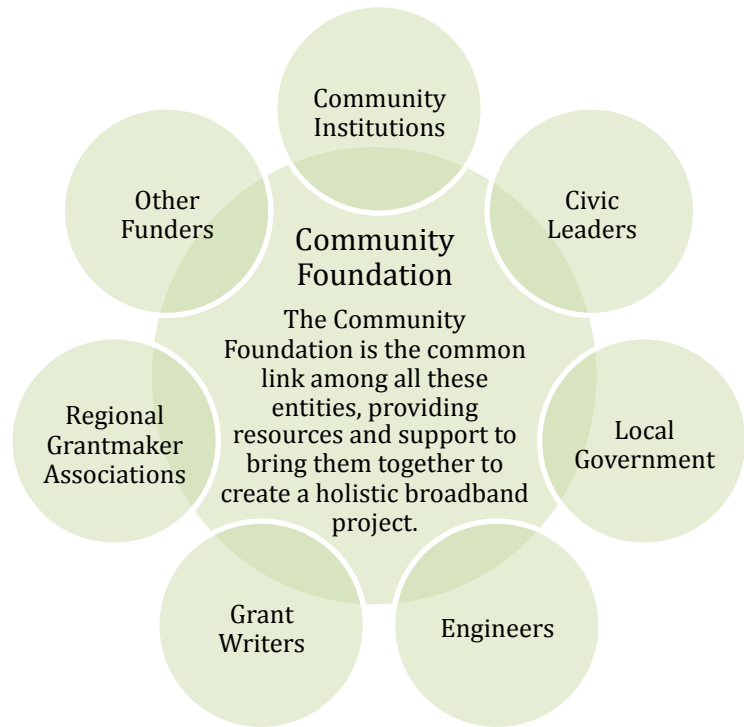 Community
Institutions
Other
Funders
Civic
Leaders
Community
Foundation
The Community
Foundation is the common
link among all these
entities, providing
resources and support to
bring them together to
create a holistic broadband
project.
Regional
Grantmaker
Associations
Local
Government
Grant
Writers
Engineers